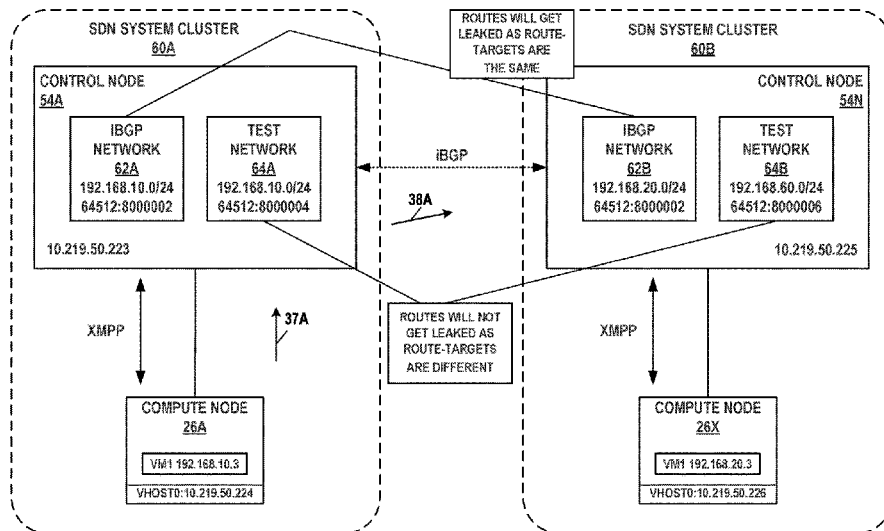 SDN SYSTEM CLUSTER
60A
CONTROL NODE
54A
IBGP
NETWORK
62A
192.168.10.0/24
64512:8000002
TEST
NETWORK
64A
192.168.10.0/24
64512:8000004
10.219.50.223
ROUTES WILL GET
LEAKED AS ROUTE-
TARGETS ARE
THE SAME
iBGP
38A
SDN SYSTEM CLUSTER
60B
CONTROL NODE
54N
IBGP
NETWORK
62B
192.168.20.0/24
64512:8000002
TEST
NETWORK
64B
192.168.60.0/24
64512:8000006
10.219.50.225
XMPP
37A
ROUTES WILL NOT
GET LEAKED AS
ROUTE-TARGETS
ARE DIFFERENT
XMPP
COMPUTE NODE
26A
VM1 192.168.10.3
VHOST0:10.219.50.224
COMPUTE NODE
26X
VM1 192.168.20.3
VHOST0:10.219.50.226